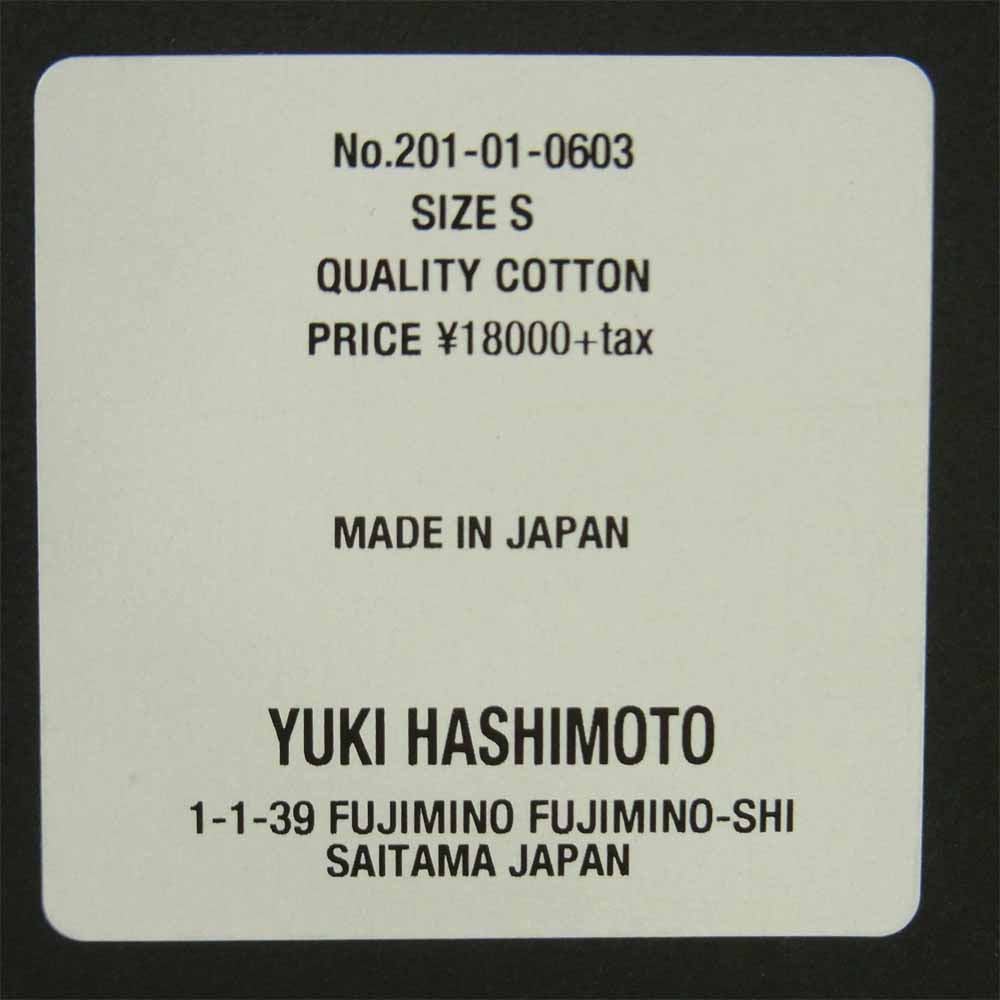 No.201-01-0603
SIZE S
QUALITY COTTON
PRICE ¥18000+tax
MADE IN JAPAN
YUKI HASHIMOTO
1-1-39 FUJIMINO FUJIMINO-SHI
SAITAMA JAPAN